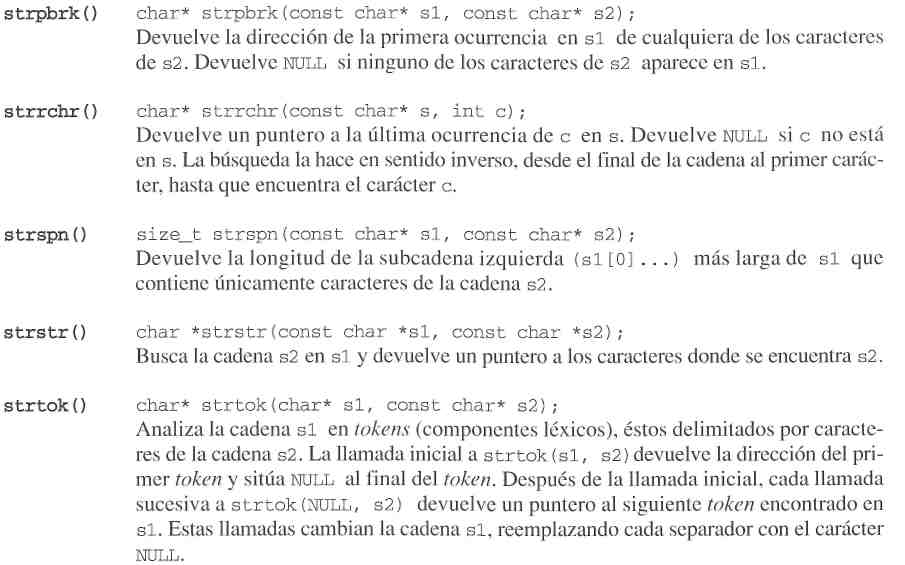 strpbrk() char* strpbrk(const char* s1, const char* s2);
Devuelve la dirección de la primera ocurrencia en s1 de cualquiera de los caracteres
de s2. Devuelve NULL si ninguno de los caracteres de s2 aparece en s1.
strrchr() char* strrchr(const char* s, int c);
Devuelve un puntero a la última ocurrencia de c en s. Devuelve NULL si c no está
en s. La búsqueda la hace en sentido inverso, desde el final de la cadena al primer carác-
ter, hasta que encuentra el carácter c.
strspn() size_t strspn(const char* s1, const char* s2);
Devuelve la longitud de la subcadena izquierda (s1[0]...) más larga de s1 que
contiene únicamente caracteres de la cadena s2.
strstr() char *strstr(const char *s1, const char *s2);
Busca la cadena s2 en s1 y devuelve un puntero a los caracteres donde se encuentra s2.
strtok() char* strtok(char* s1, const char* s2);
Analiza la cadena s1 en tokens (componentes léxicos), éstos delimitados por caracte-
res de la cadena s2. La llamada inicial a strtok(s1, s2) devuelve la dirección del pri-
mer token y sitúa NULL al final del token. Después de la llamada inicial, cada llamada
sucesiva a strtok(NULL, s2) devuelve un puntero al siguiente token encontrado en
s1. Estas llamadas cambian la cadena s1, reemplazando cada separador con el carácter
NULL.